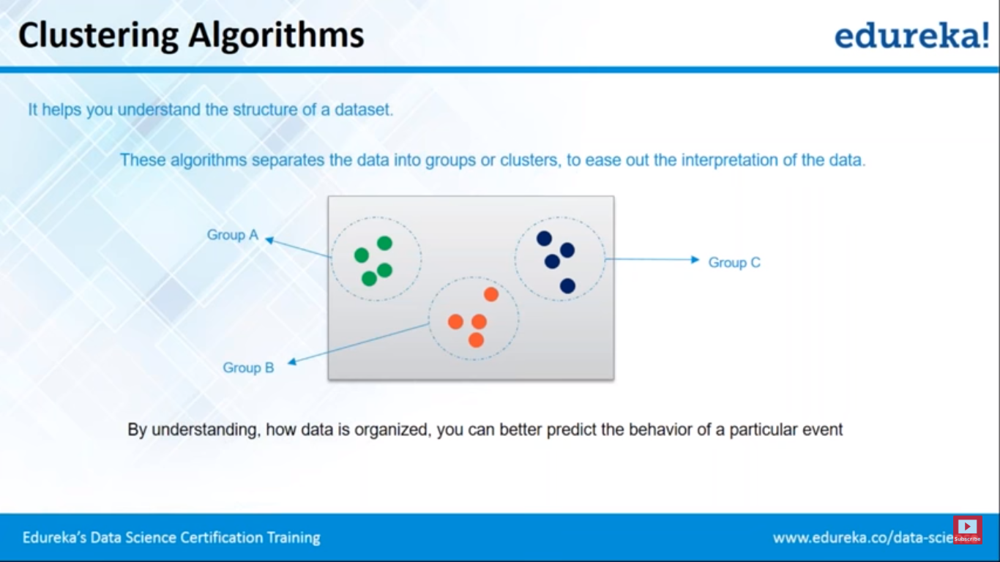 Clustering Algorithms
edureka!
It helps you understand the structure of a dataset.
These algorithms separates the data into groups or clusters, to ease out the interpretation of the data.
Group A
Group C
Group B
By understanding, how data is organized, you can better predict the behavior of a particular event
Edureka's Data Science Certification Training
www.edureka.co/data-scie
Subscribe